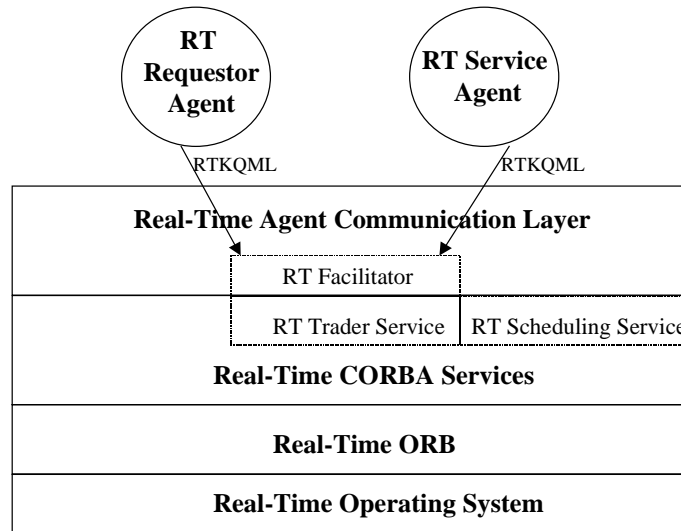 RT
Requestor
Agent
RT Service
Agent
RTKQML
RTKQML
Real-Time Agent Communication Layer
RT Facilitator
RT Trader Service
RT Scheduling Service
Real-Time CORBA Services
Real-Time ORB
Real-Time Operating System